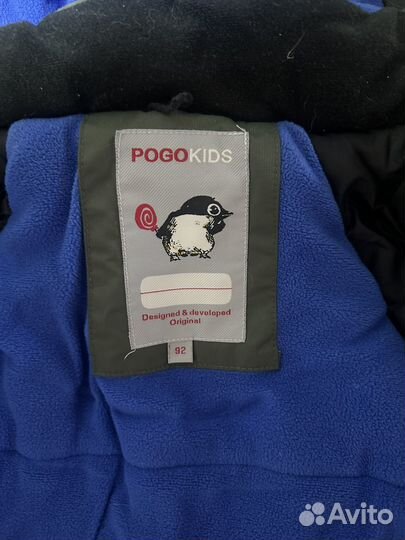 POGOKIDS
Designed & developed
Original
92
Avito